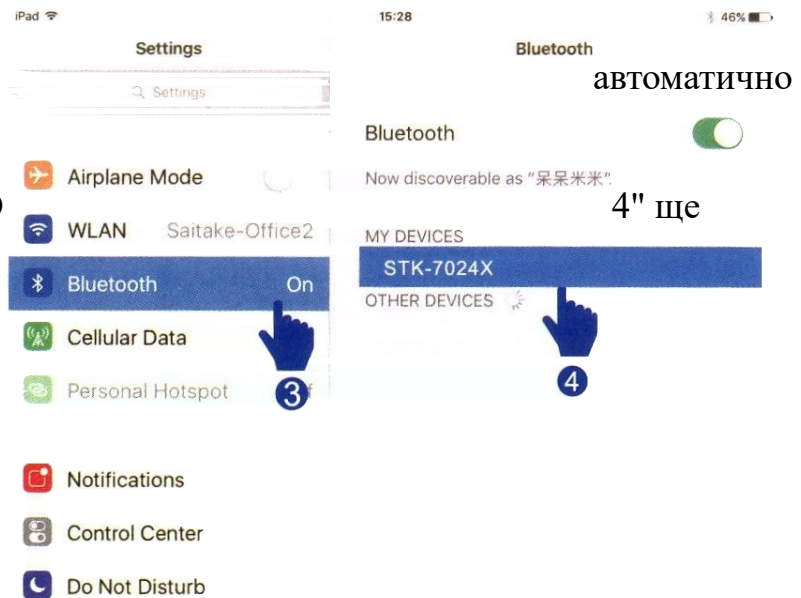 iPad 15:28 46%
Settings
Settings
Airplane Mode
WLAN Saitake-Office2
Bluetooth On
Cellular Data
Personal Hotspot f
3
Notifications
Control Center
Do Not Disturb
Bluetooth
автоматично
Bluetooth
Now discoverable as “呆呆米米”.
4" ще
MY DEVICES
STK-7024X
OTHER DEVICES
4